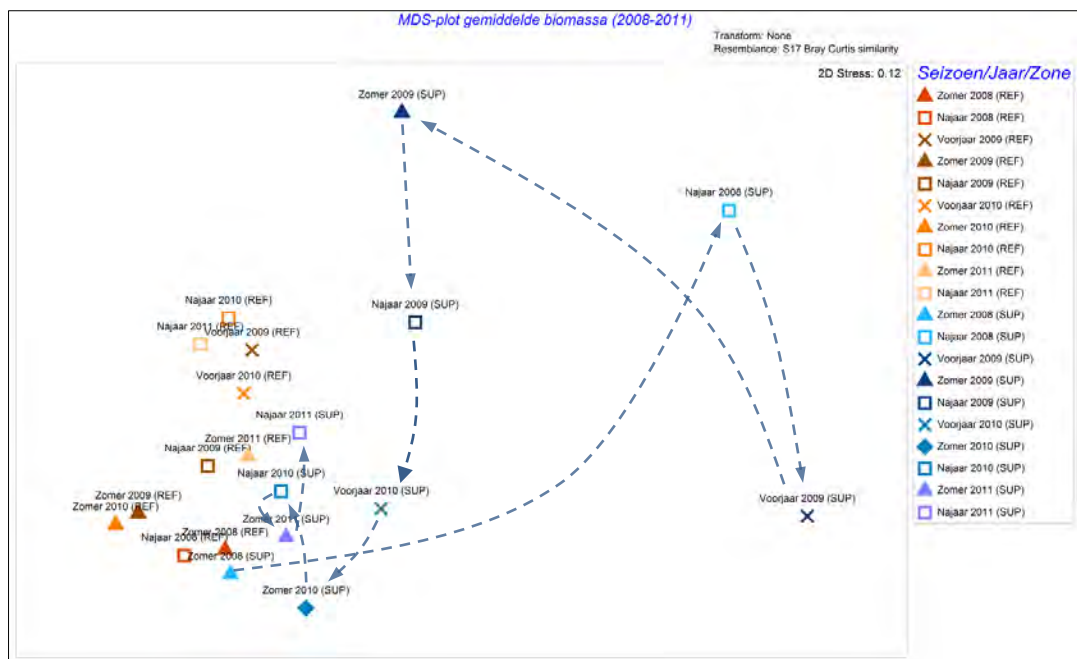 MDS-plot gemiddelde biomassa (2008-2011)
Transform: None
Resemblance: S17 Bray Curtis similarity
2D Stress: 0.12
Zomer 2009 (SUP)
Najaar 2008 (SUP)
Najaar 2010 (REF)
Najaar 2009 (SUP)
Najaar 2011 (REF)
Voorjaar 2009 (REF)
Voorjaar 2010 (REF)
Najaar 2011 (SUP)
Zomer 2011 (REF)
Najaar 2009 (REF)
Najaar 2010 (SUP)
Voorjaar 2010 (SUP)
Voorjaar 2009 (SUP)
Zomer 2009 (REF)
Zomer 2010 (REF)
Zomer 2011 (SUP)
Zomer 2008 (REF)
Najaar 2008 (REF)
Zomer 2008 (SUP)
Zomer 2010 (SUP)
Seizoen/Jaar/Zone
Zomer 2008 (REF)
Najaar 2008 (REF)
Voorjaar 2009 (REF)
Zomer 2009 (REF)
Najaar 2009 (REF)
Voorjaar 2010 (REF)
Zomer 2010 (REF)
Najaar 2010 (REF)
Zomer 2011 (REF)
Najaar 2011 (REF)
Zomer 2008 (SUP)
Najaar 2008 (SUP)
Voorjaar 2009 (SUP)
Zomer 2009 (SUP)
Najaar 2009 (SUP)
Voorjaar 2010 (SUP)
Zomer 2010 (SUP)
Najaar 2010 (SUP)
Zomer 2011 (SUP)
Najaar 2011 (SUP)